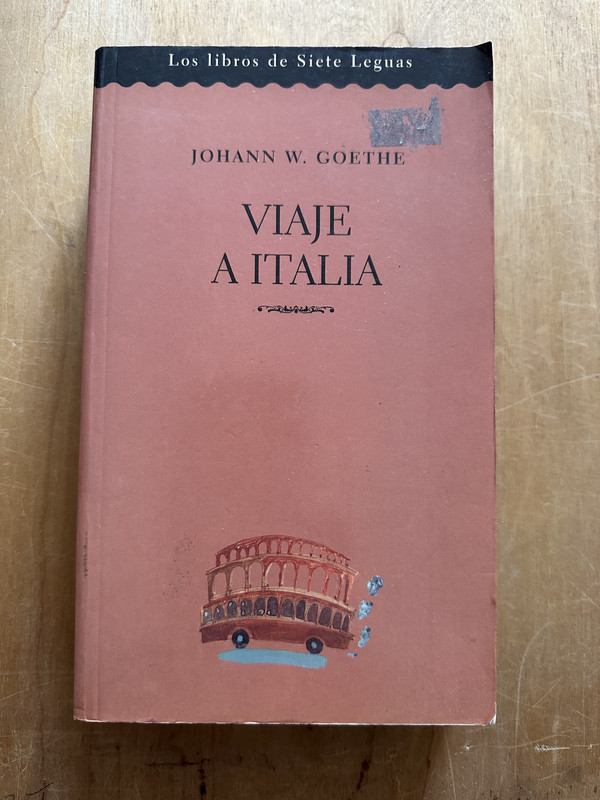 Los libros de Siete Leguas
JOHANN W. GOETHE
VIAJE
A ITALIA